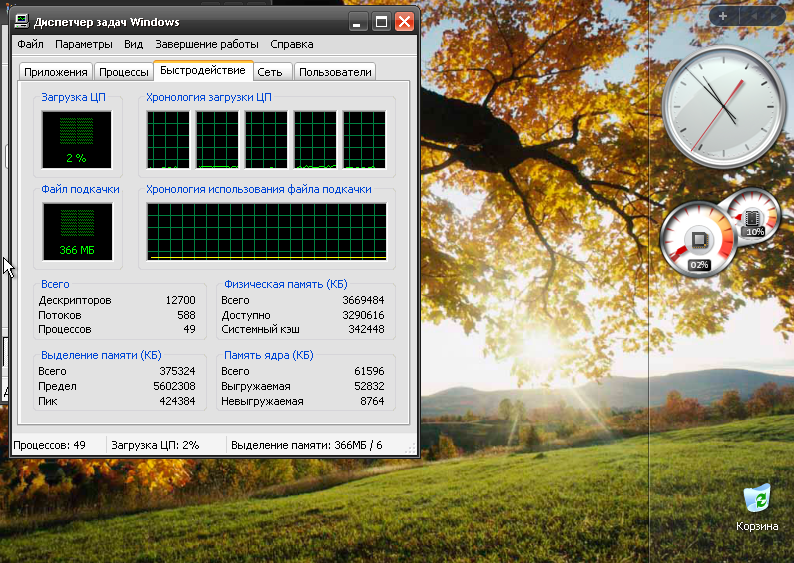 Диспетчер задач Windows
Файл Параметры Вид Завершение работы Справка
Приложения Процессы Быстродействие Сеть Пользователи
Загрузка ЦП
2 %
Хронология загрузки ЦП
Файл подкачки
366 МБ
Хронология использования файла подкачки
Всего
Дескрипторов 12700
Потоков 588
Процессов 49
Физическая память (КБ)
Всего 3669484
Доступно 3290616
Системный кэш 342448
Выделение памяти (КБ)
Всего 375324
Предел 5602308
Пик 424384
Память ядра (КБ)
Всего 61596
Выгружаемая 52832
Невыгружаемая 8764
Процессов: 49 Загрузка ЦП: 2% Выделение памяти: 366МБ / 6
10%
02%
Корзина